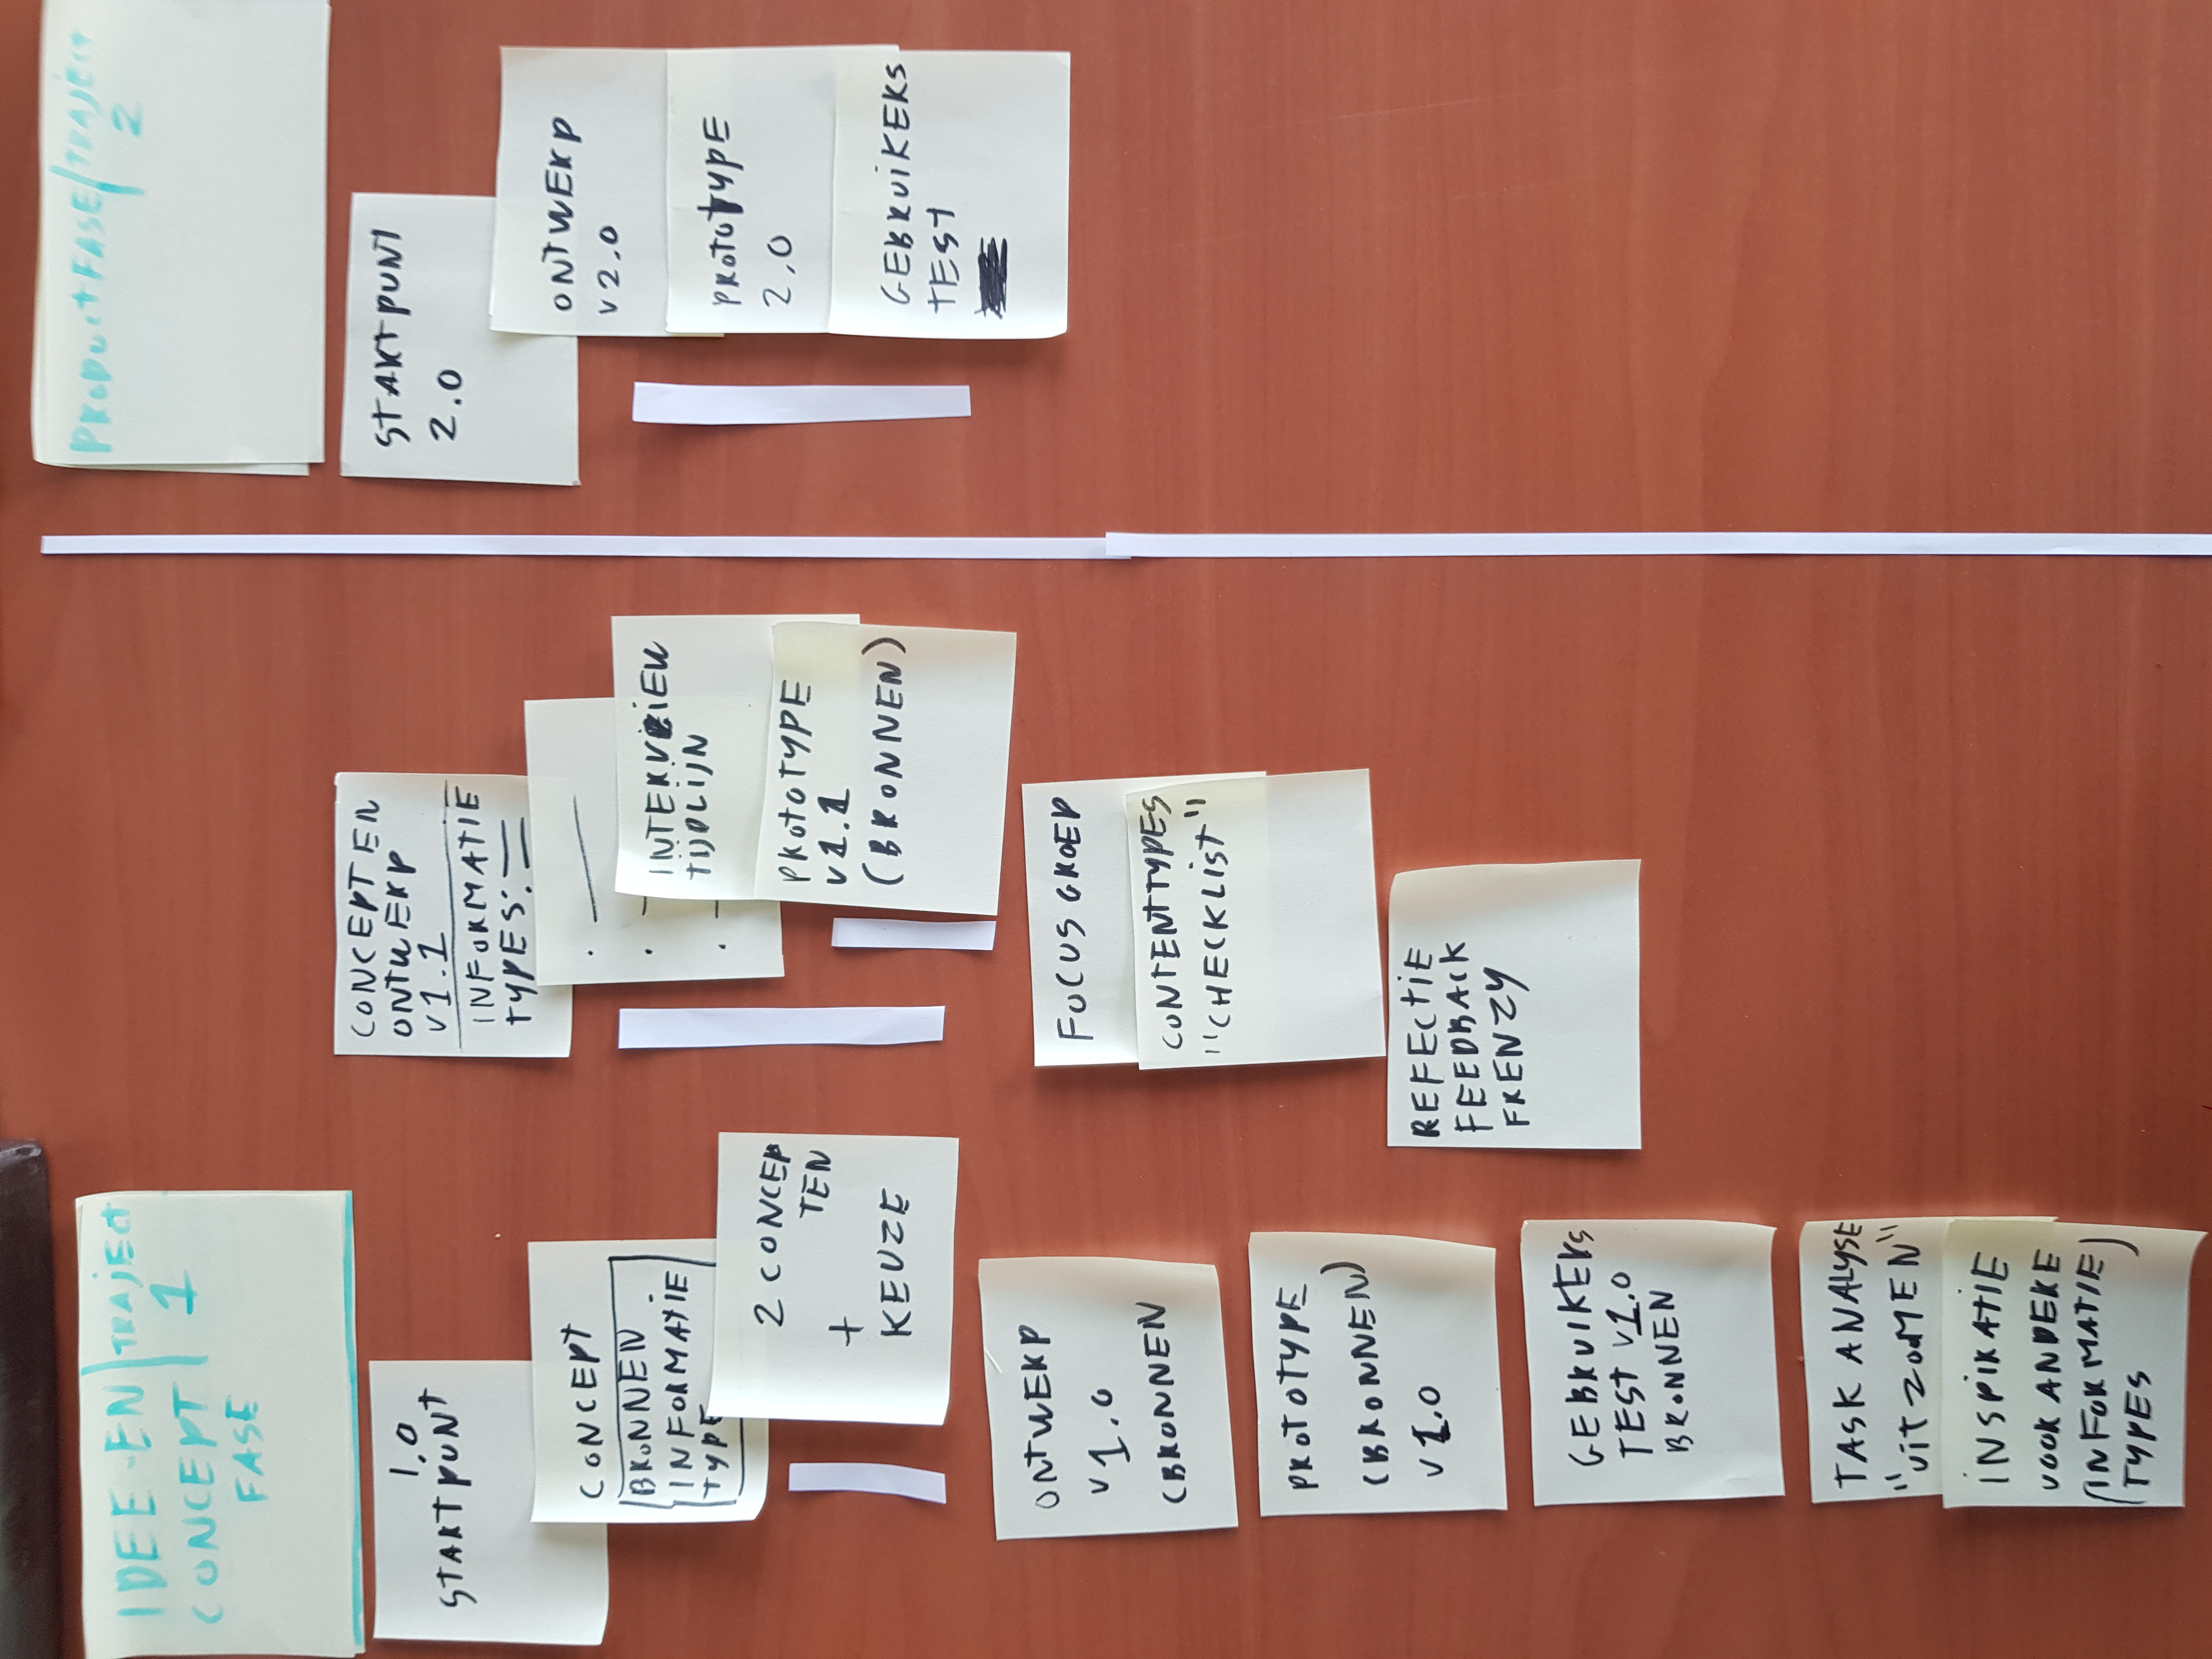 IDEE-EN | TRAJECT
CONCEPT 1
FASE
1.0
STARTPUNT
CONCEPT
BRONNEN
INFORMATIE
TYPE
2 CONCEP
TEN
+
KEUZE
ONTWERP
v1.0
(BRONNEN
PROTOTYPE
(BRONNEN)
v1.0
GEBRUIKERS
TEST v1.0
BRONNEN
TASK ANALYSE
"UITZOOMEN"
INSPIRATIE
VOOR ANDERE
(INFORMATIE)
TYPES
CONCEPT EN
ONTWERP
v1.1
INFORMATIE
TYPES:
INTERVIEW
TIJDLIJN
PROTOTYPE
v1.1
(BRONNEN)
FOCUS GROEP
CONTENTTYPES
"CHECKLIST"
REFECTIE
FEEDBACK
FRENZY
PRODUCTFASE / TRAJECT
2
STARTPUNT
2.0
ONTWERP
v2.0
PROTOTYPE
2.0
GEBRUIKERS
TEST